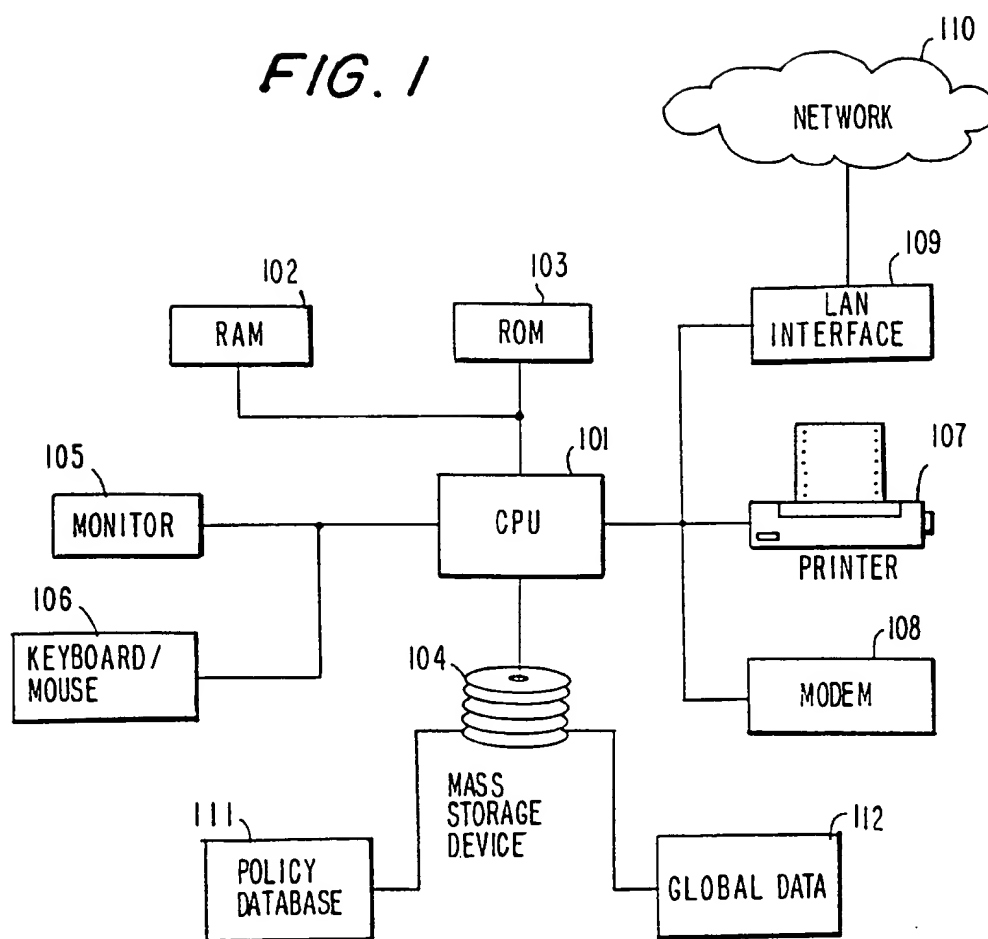 FIG. 1
110
NETWORK
109
LAN
INTERFACE
102
RAM
103
ROM
105
MONITOR
101
CPU
107
PRINTER
106
KEYBOARD/
MOUSE
104
MASS
STORAGE
DEVICE
108
MODEM
111
POLICY
DATABASE
112
GLOBAL DATA